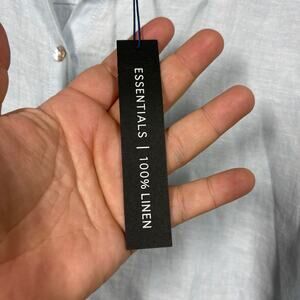 ESSENTIALS | 100% LINEN